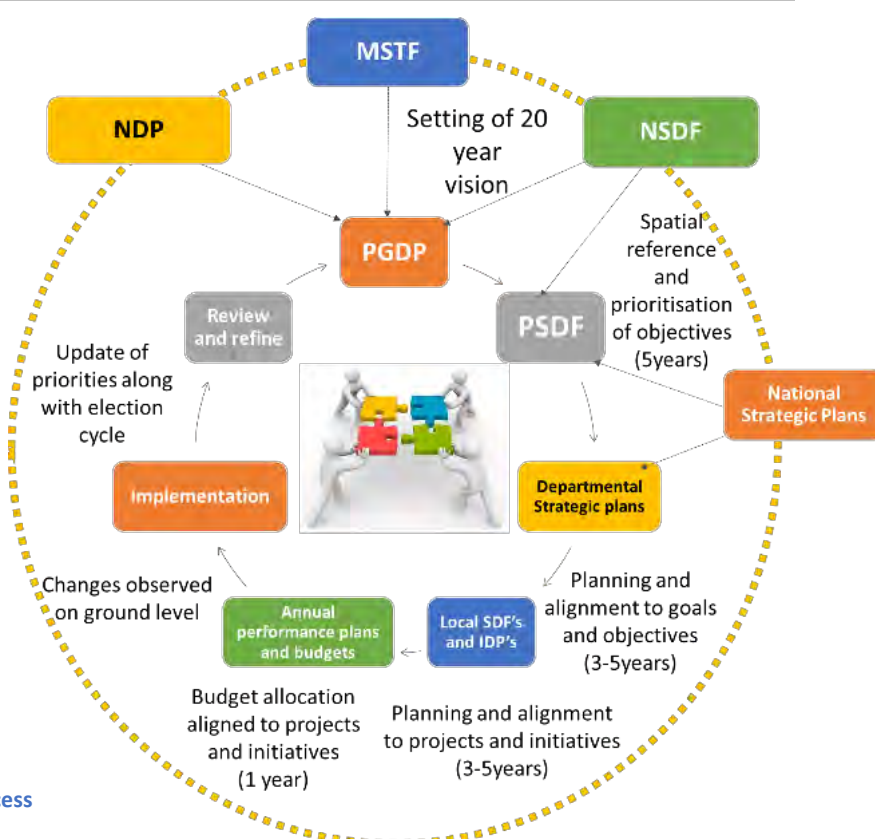 MSTF
NDP
Setting of 20
year
vision
NSDF
PGDP
Spatial
reference
and
prioritisation
of objectives
(5years)
Review
and refine
PSDF
Update of
priorities along
with election
cycle
National
Strategic Plans
Implementation
Departmental
Strategic plans
Changes observed
on ground level
Annual
performance plans
and budgets
Local SDF's
and IDP's
Planning and
alignment to goals
and objectives
(3-5years)
Budget allocation
aligned to projects
and initiatives
(1 year)
Planning and alignment
to projects and initiatives
(3-5years)